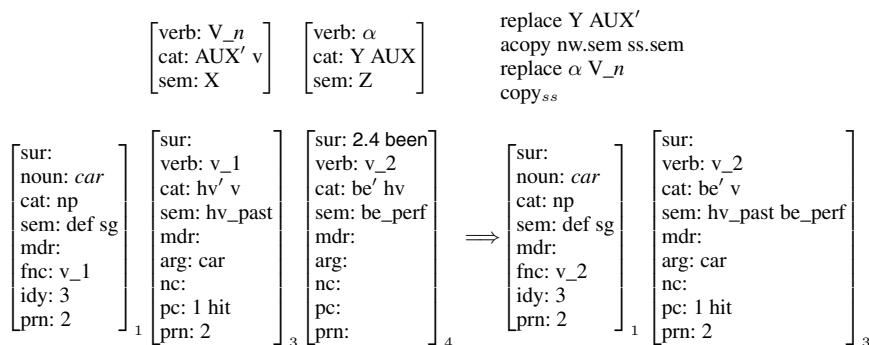 verb: V_n
cat: AUX′ v
sem: X
verb: α
cat: Y AUX
sem: Z
replace Y AUX′
acopy nw.sem ss.sem
replace α V_n
copyss
sur:
noun: car
cat: np
sem: def sg
mdr:
fnc: v_1
idy: 3
prn: 2
1
sur:
verb: v_1
cat: hv′ v
sem: hv_past
mdr:
arg: car
nc:
pc: 1 hit
prn: 2
3
sur: 2.4 been
verb: v_2
cat: be′ hv
sem: be_perf
mdr:
arg:
nc:
pc:
prn:
4
⟹
sur:
noun: car
cat: np
sem: def sg
mdr:
fnc: v_2
idy: 3
prn: 2
1
sur:
verb: v_2
cat: be′ v
sem: hv_past be_perf
mdr:
arg: car
nc:
pc: 1 hit
prn: 2
3